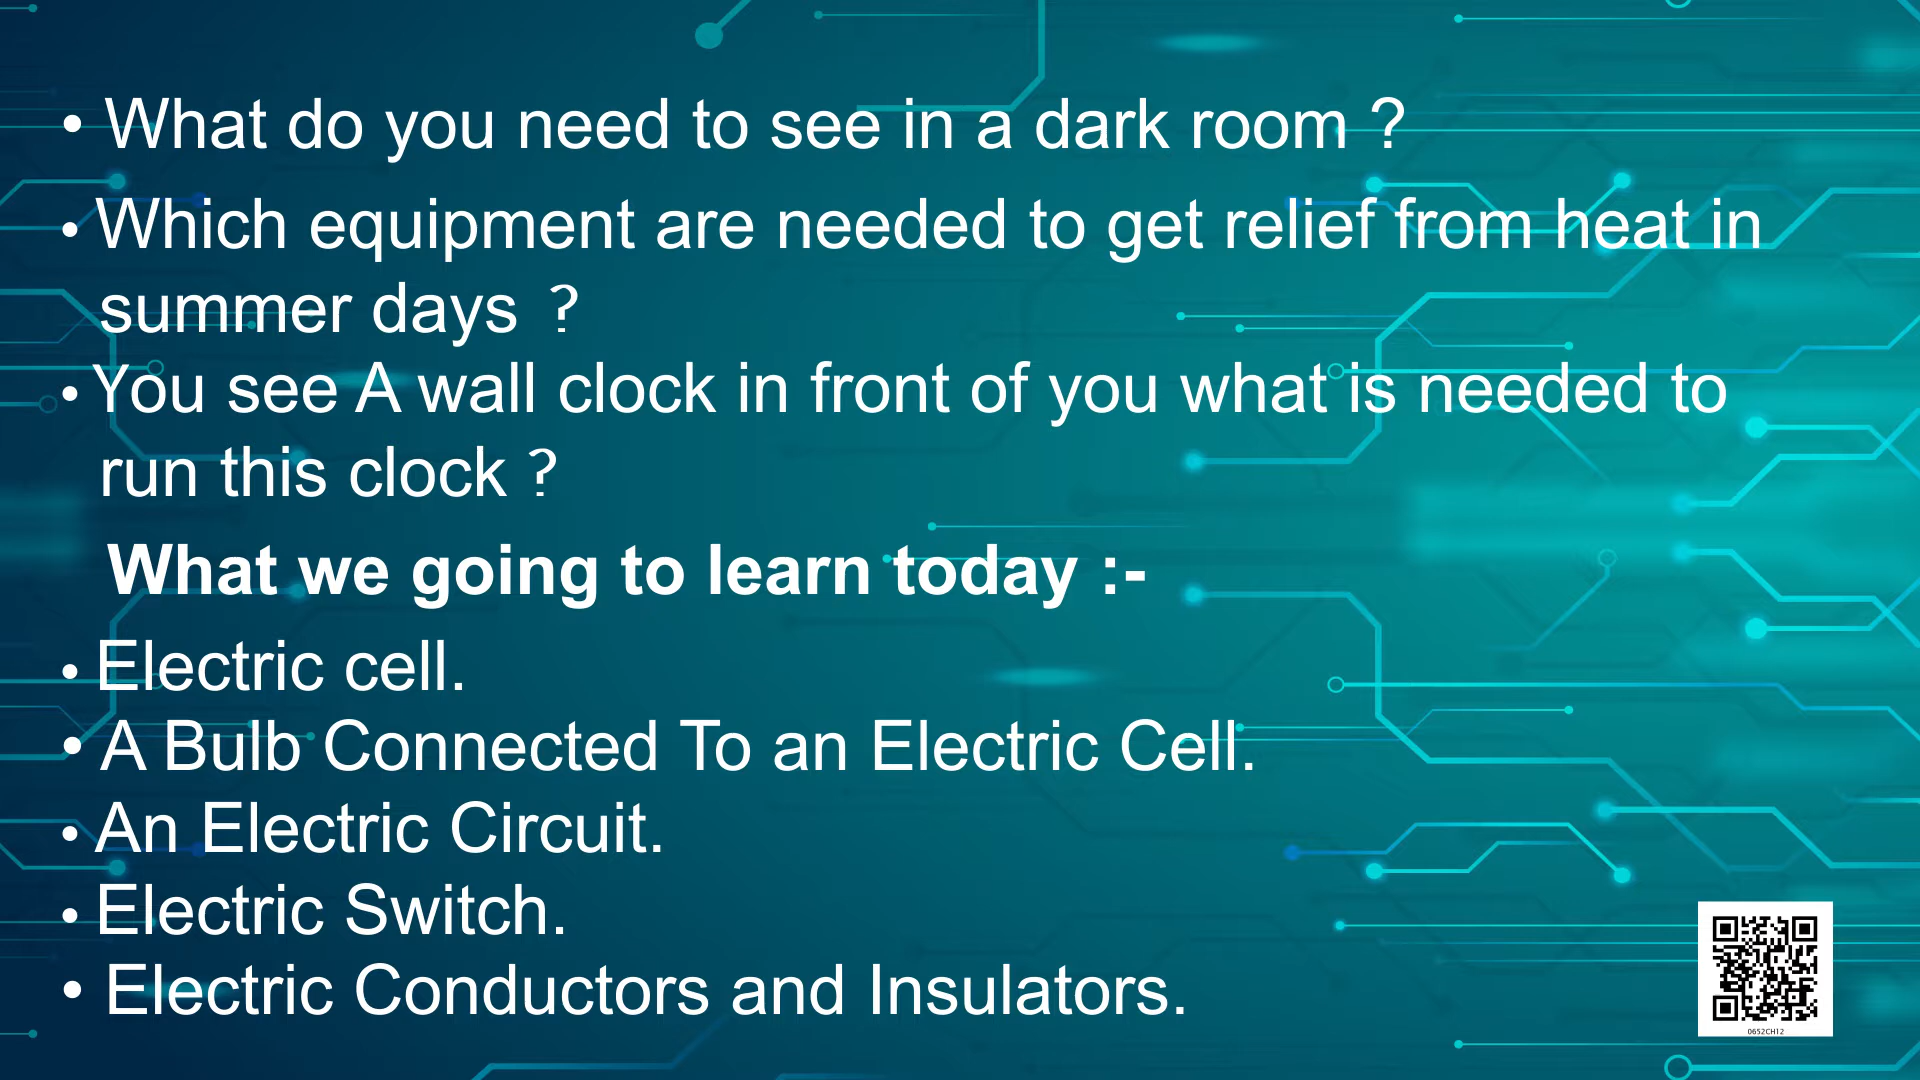 • What do you need to see in a dark room ?
• Which equipment are needed to get relief from heat in
summer days ?
• You see A wall clock in front of you what is needed to
run this clock ?
What we going to learn today :-
• Electric cell.
• A Bulb Connected To an Electric Cell.
• An Electric Circuit.
• Electric Switch.
• Electric Conductors and Insulators.
0652CH12